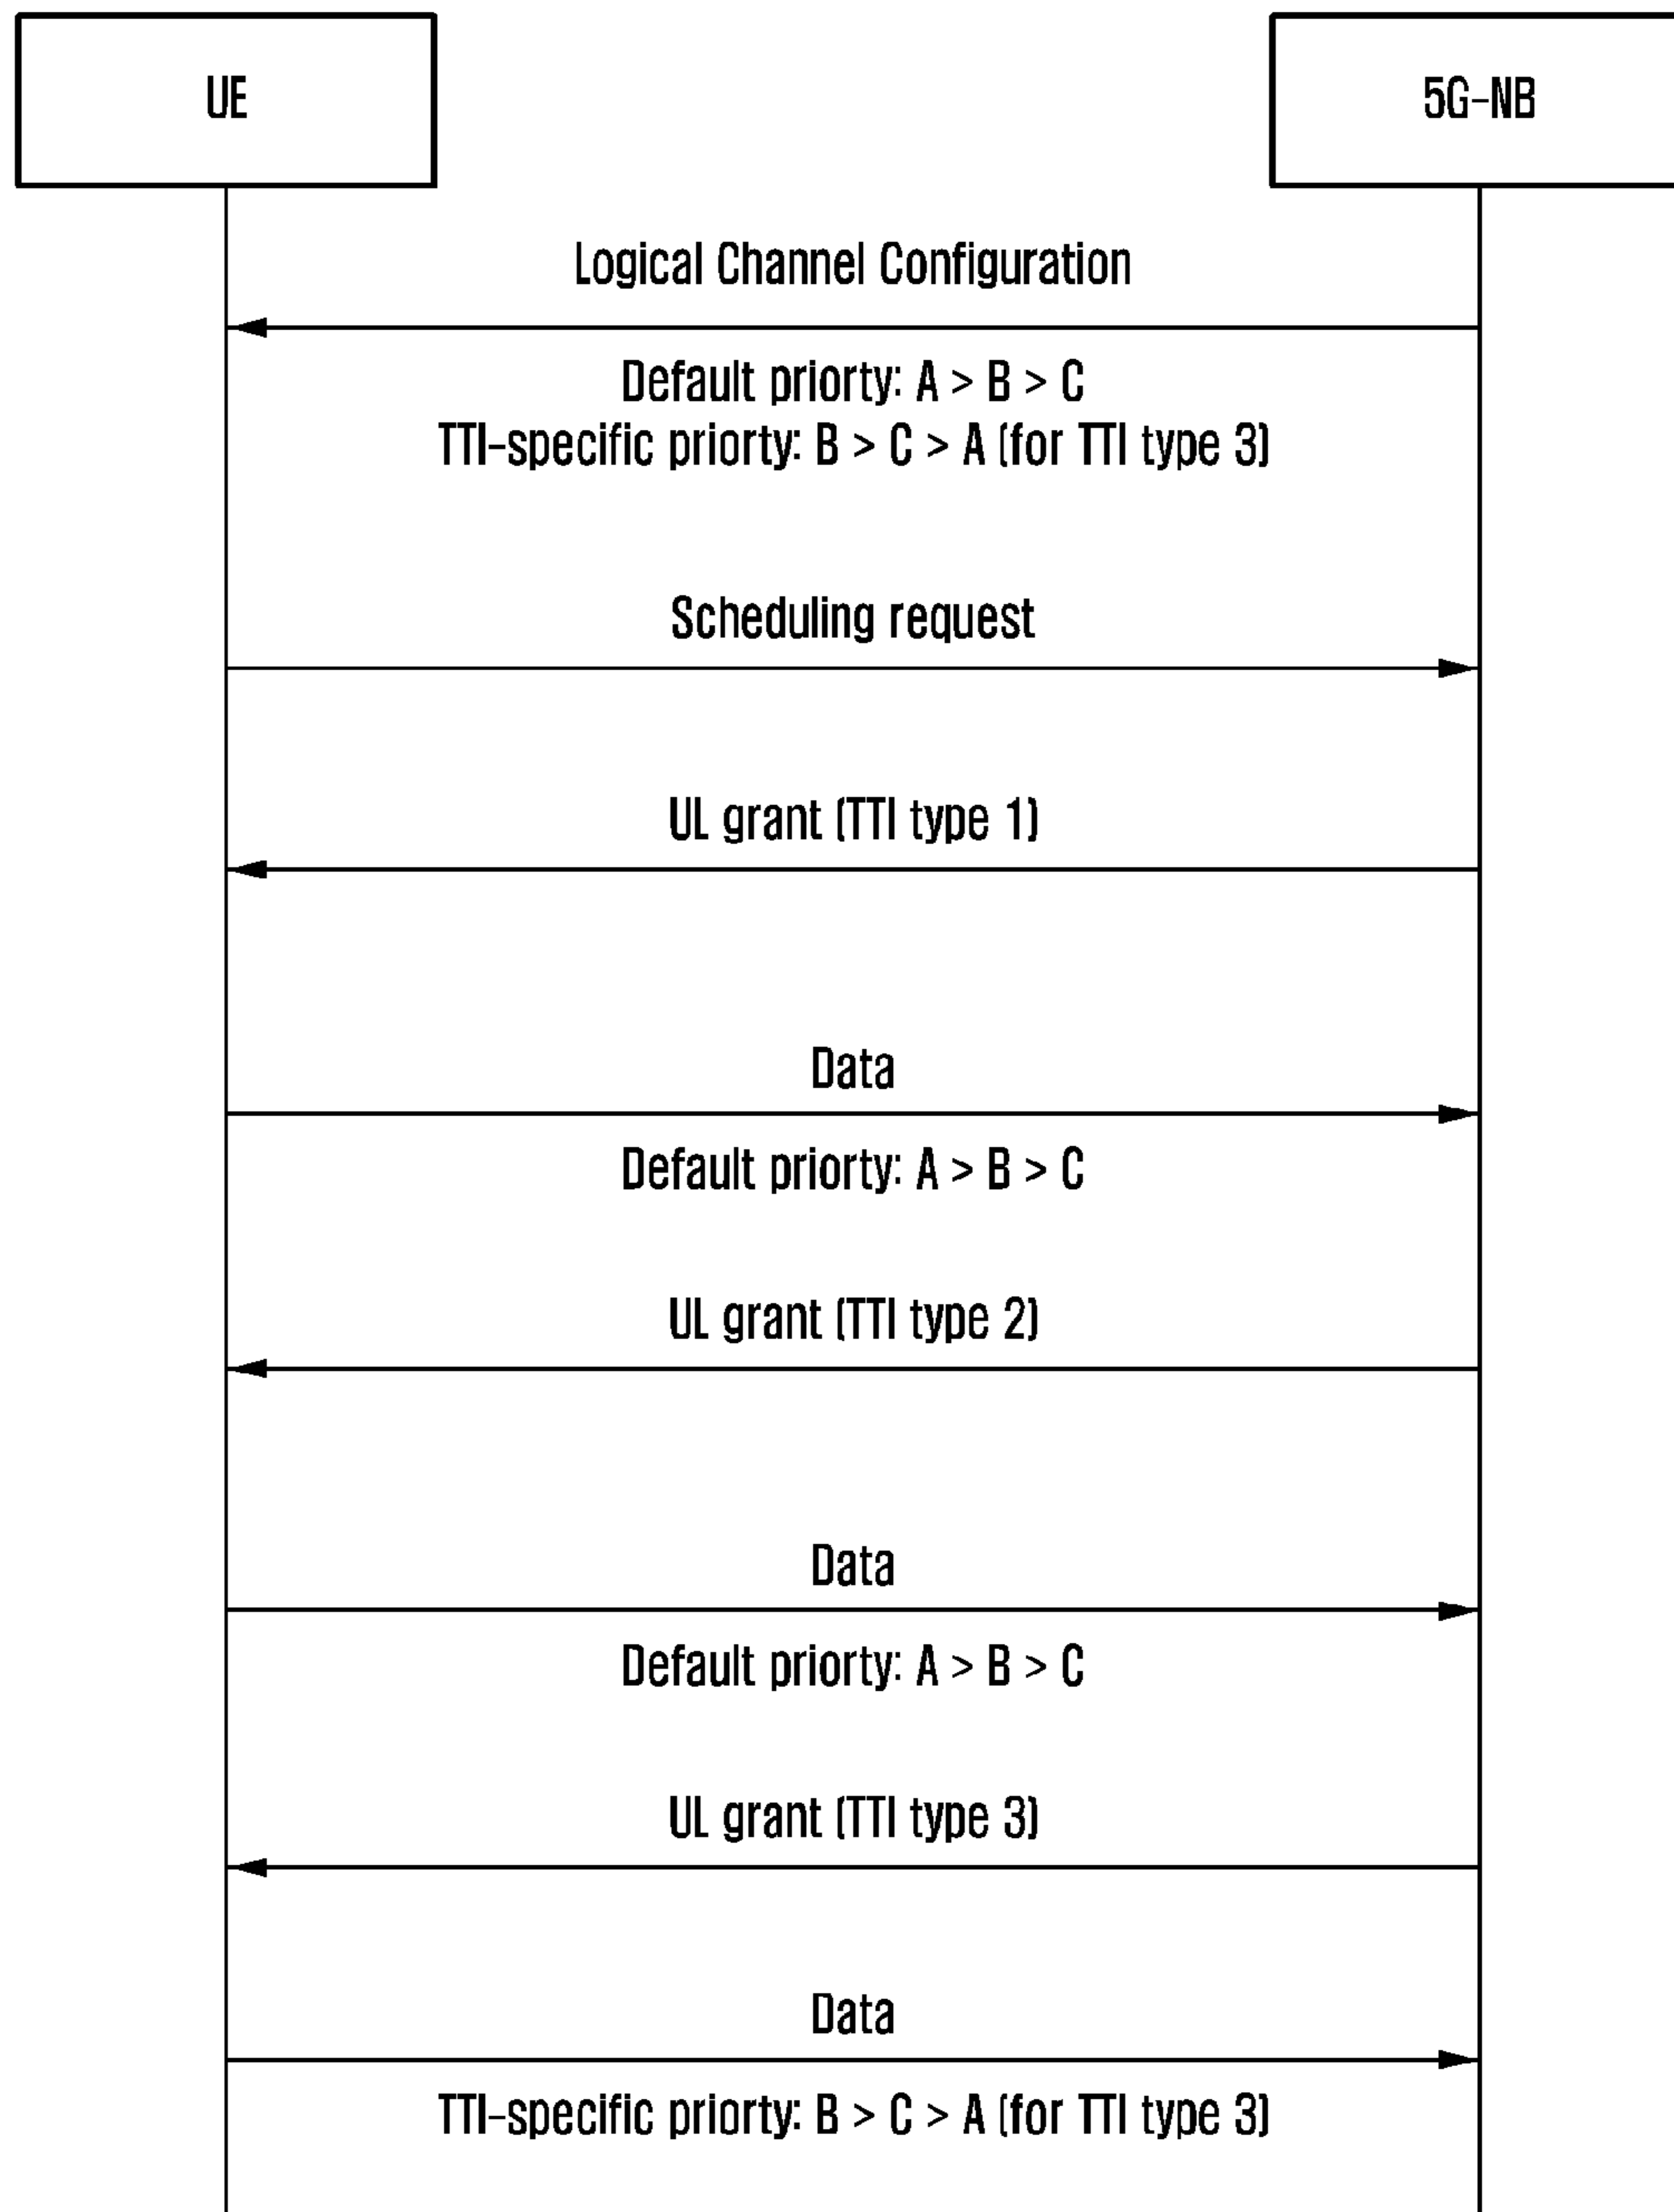 UE
5G-NB
Logical Channel Configuration
Default priorty: A > B > C
TTI-specific priorty: B > C > A (for TTI type 3)
Scheduling request
UL grant (TTI type 1)
Data
Default priorty: A > B > C
UL grant (TTI type 2)
Data
Default priorty: A > B > C
UL grant (TTI type 3)
Data
TTI-specific priorty: B > C > A (for TTI type 3)